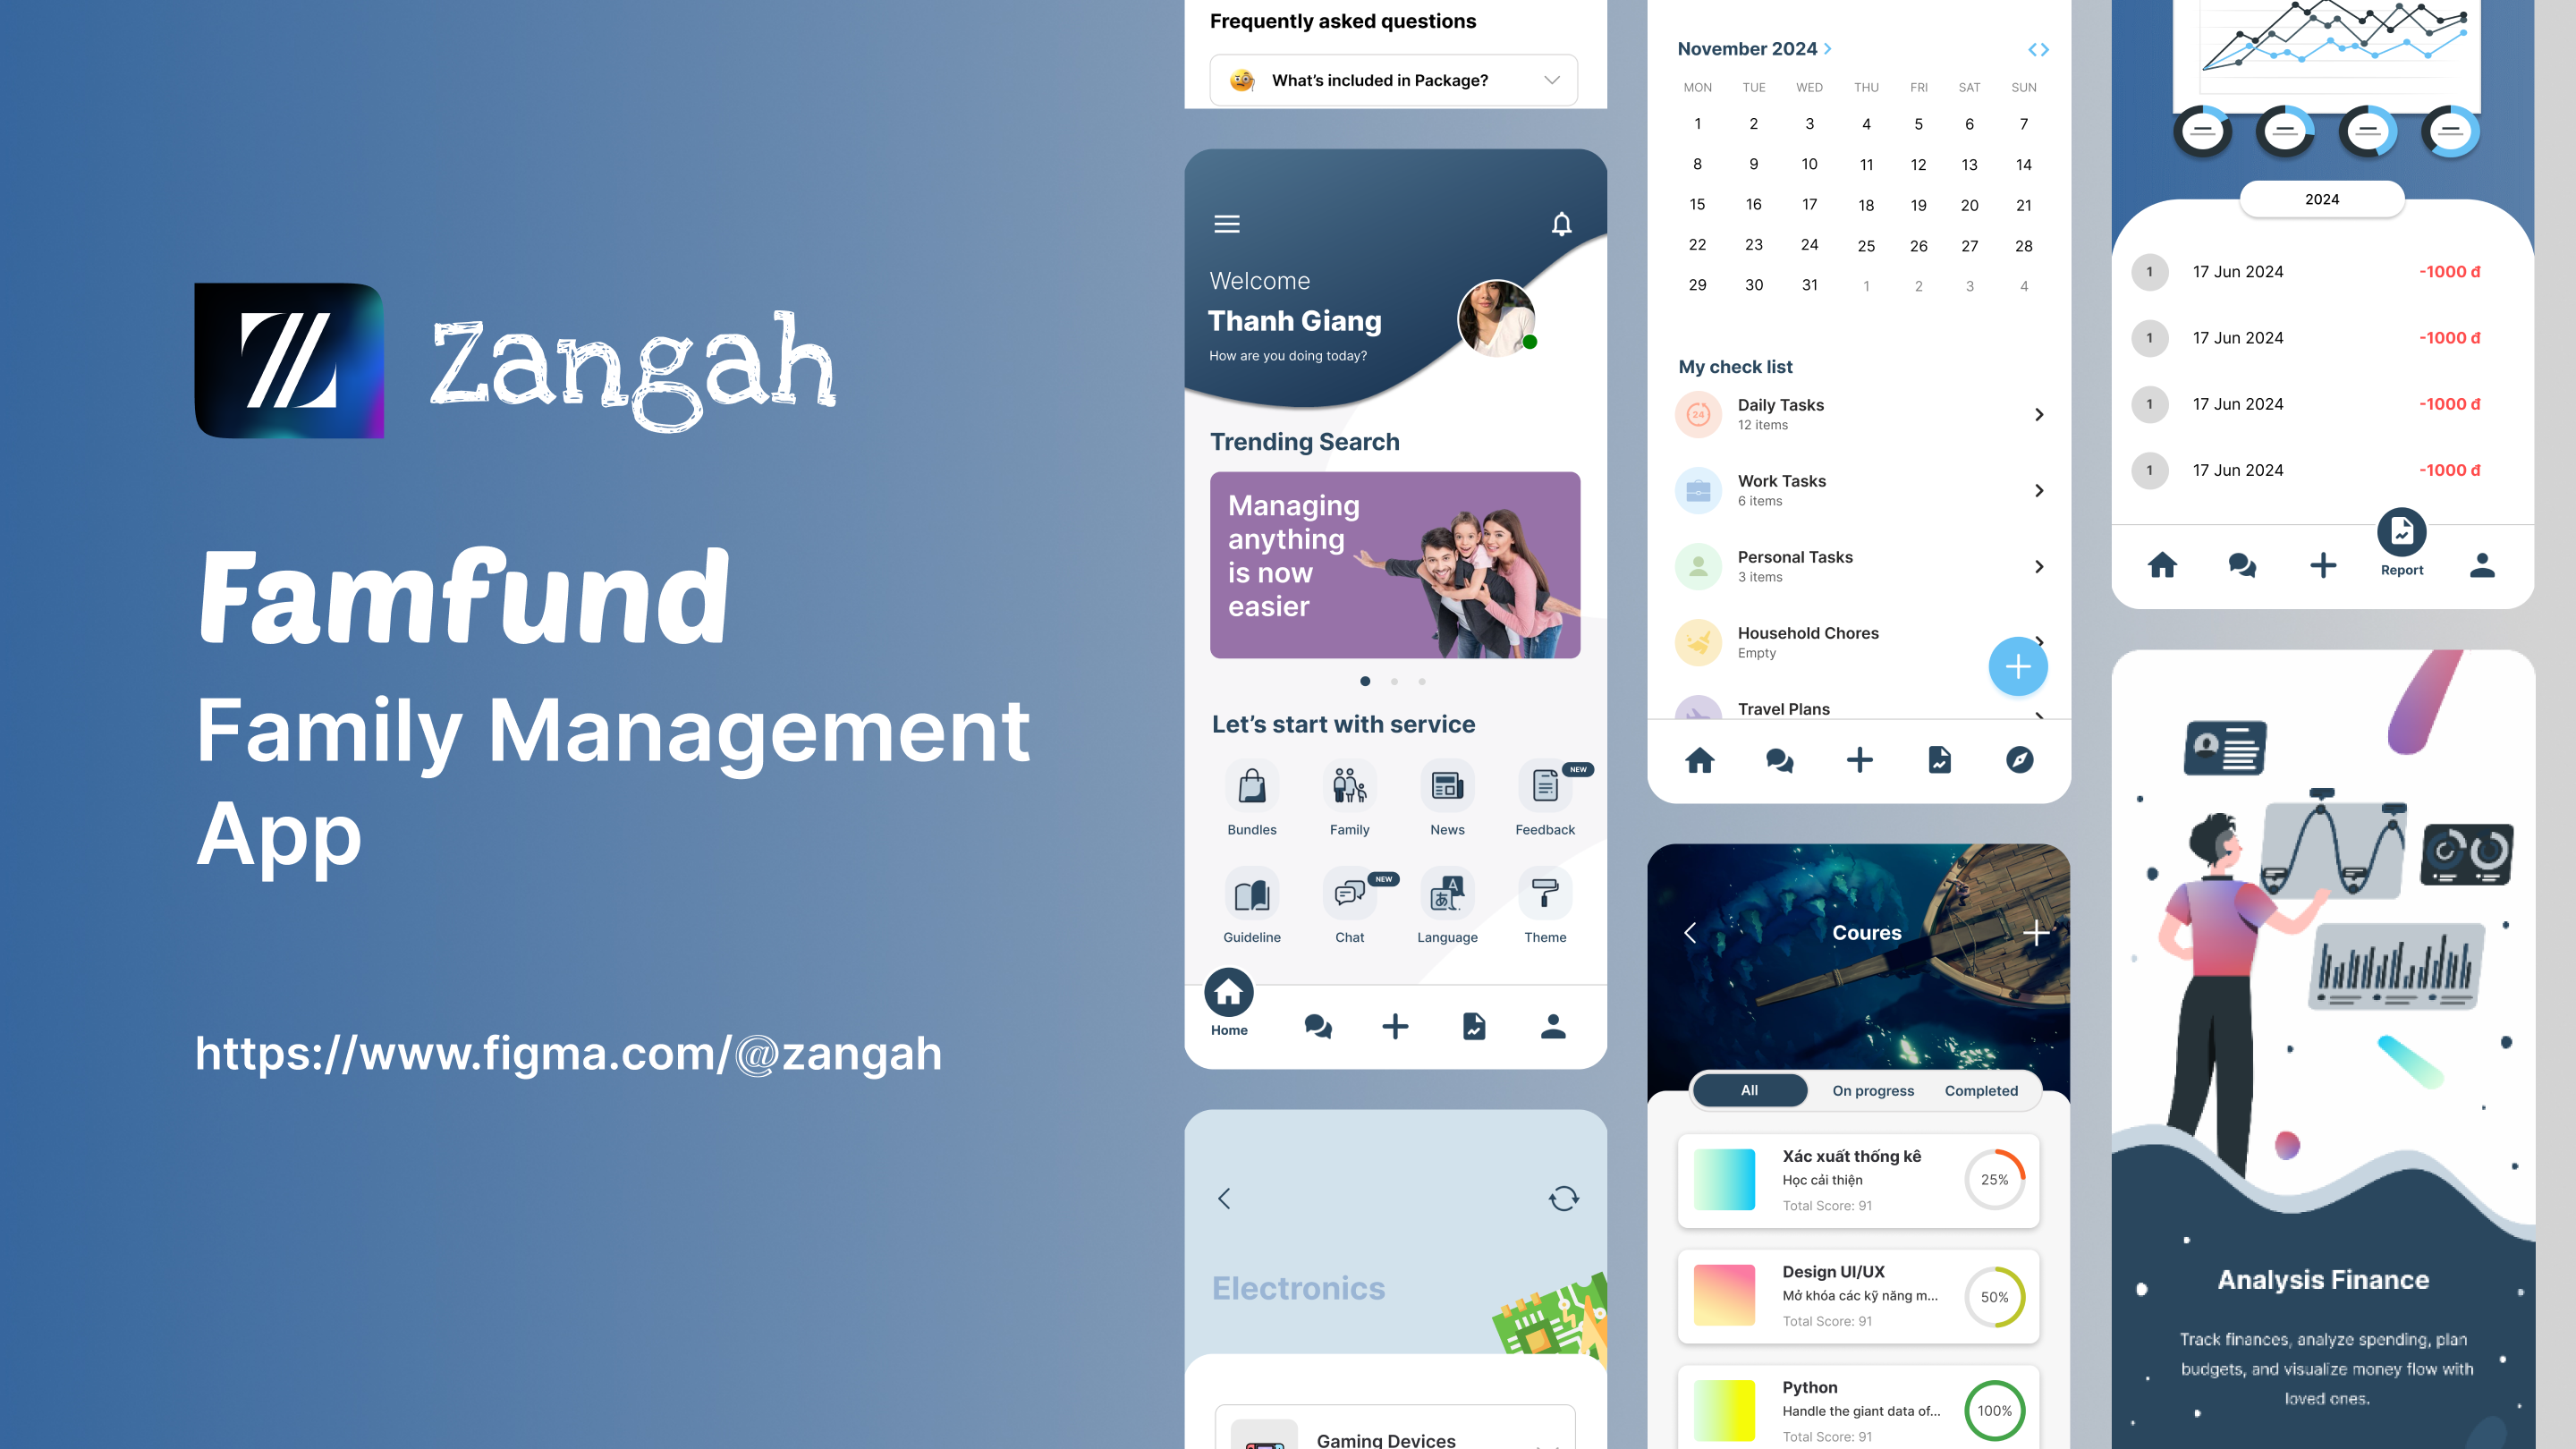 Zangah
Famfund
Family Management
App
https://www.figma.com/@zangah
Frequently asked questions
What’s included in Package?
Welcome
Thanh Giang
How are you doing today?
Trending Search
Managing
anything
is now
easier
Let’s start with service
NEW
Bundles Family News Feedback
NEW
Guideline Chat Language Theme
Home
Electronics
Gaming Devices
November 2024
MON TUE WED THU FRI SAT SUN
1 2 3 4 5 6 7
8 9 10 11 12 13 14
15 16 17 18 19 20 21
22 23 24 25 26 27 28
29 30 31 1 2 3 4
My check list
24
Daily Tasks
12 items
Work Tasks
6 items
Personal Tasks
3 items
Household Chores
Empty
Travel Plans
Coures
All On progress Completed
Xác xuất thống kê
Học cải thiện
Total Score: 91
25%
Design UI/UX
Mở khóa các kỹ năng m...
Total Score: 91
50%
Python
Handle the giant data of...
Total Score: 91
100%
2024
1 17 Jun 2024 -1000 đ
1 17 Jun 2024 -1000 đ
1 17 Jun 2024 -1000 đ
1 17 Jun 2024 -1000 đ
Report
Analysis Finance
Track finances, analyze spending, plan
budgets, and visualize money flow with
loved ones.